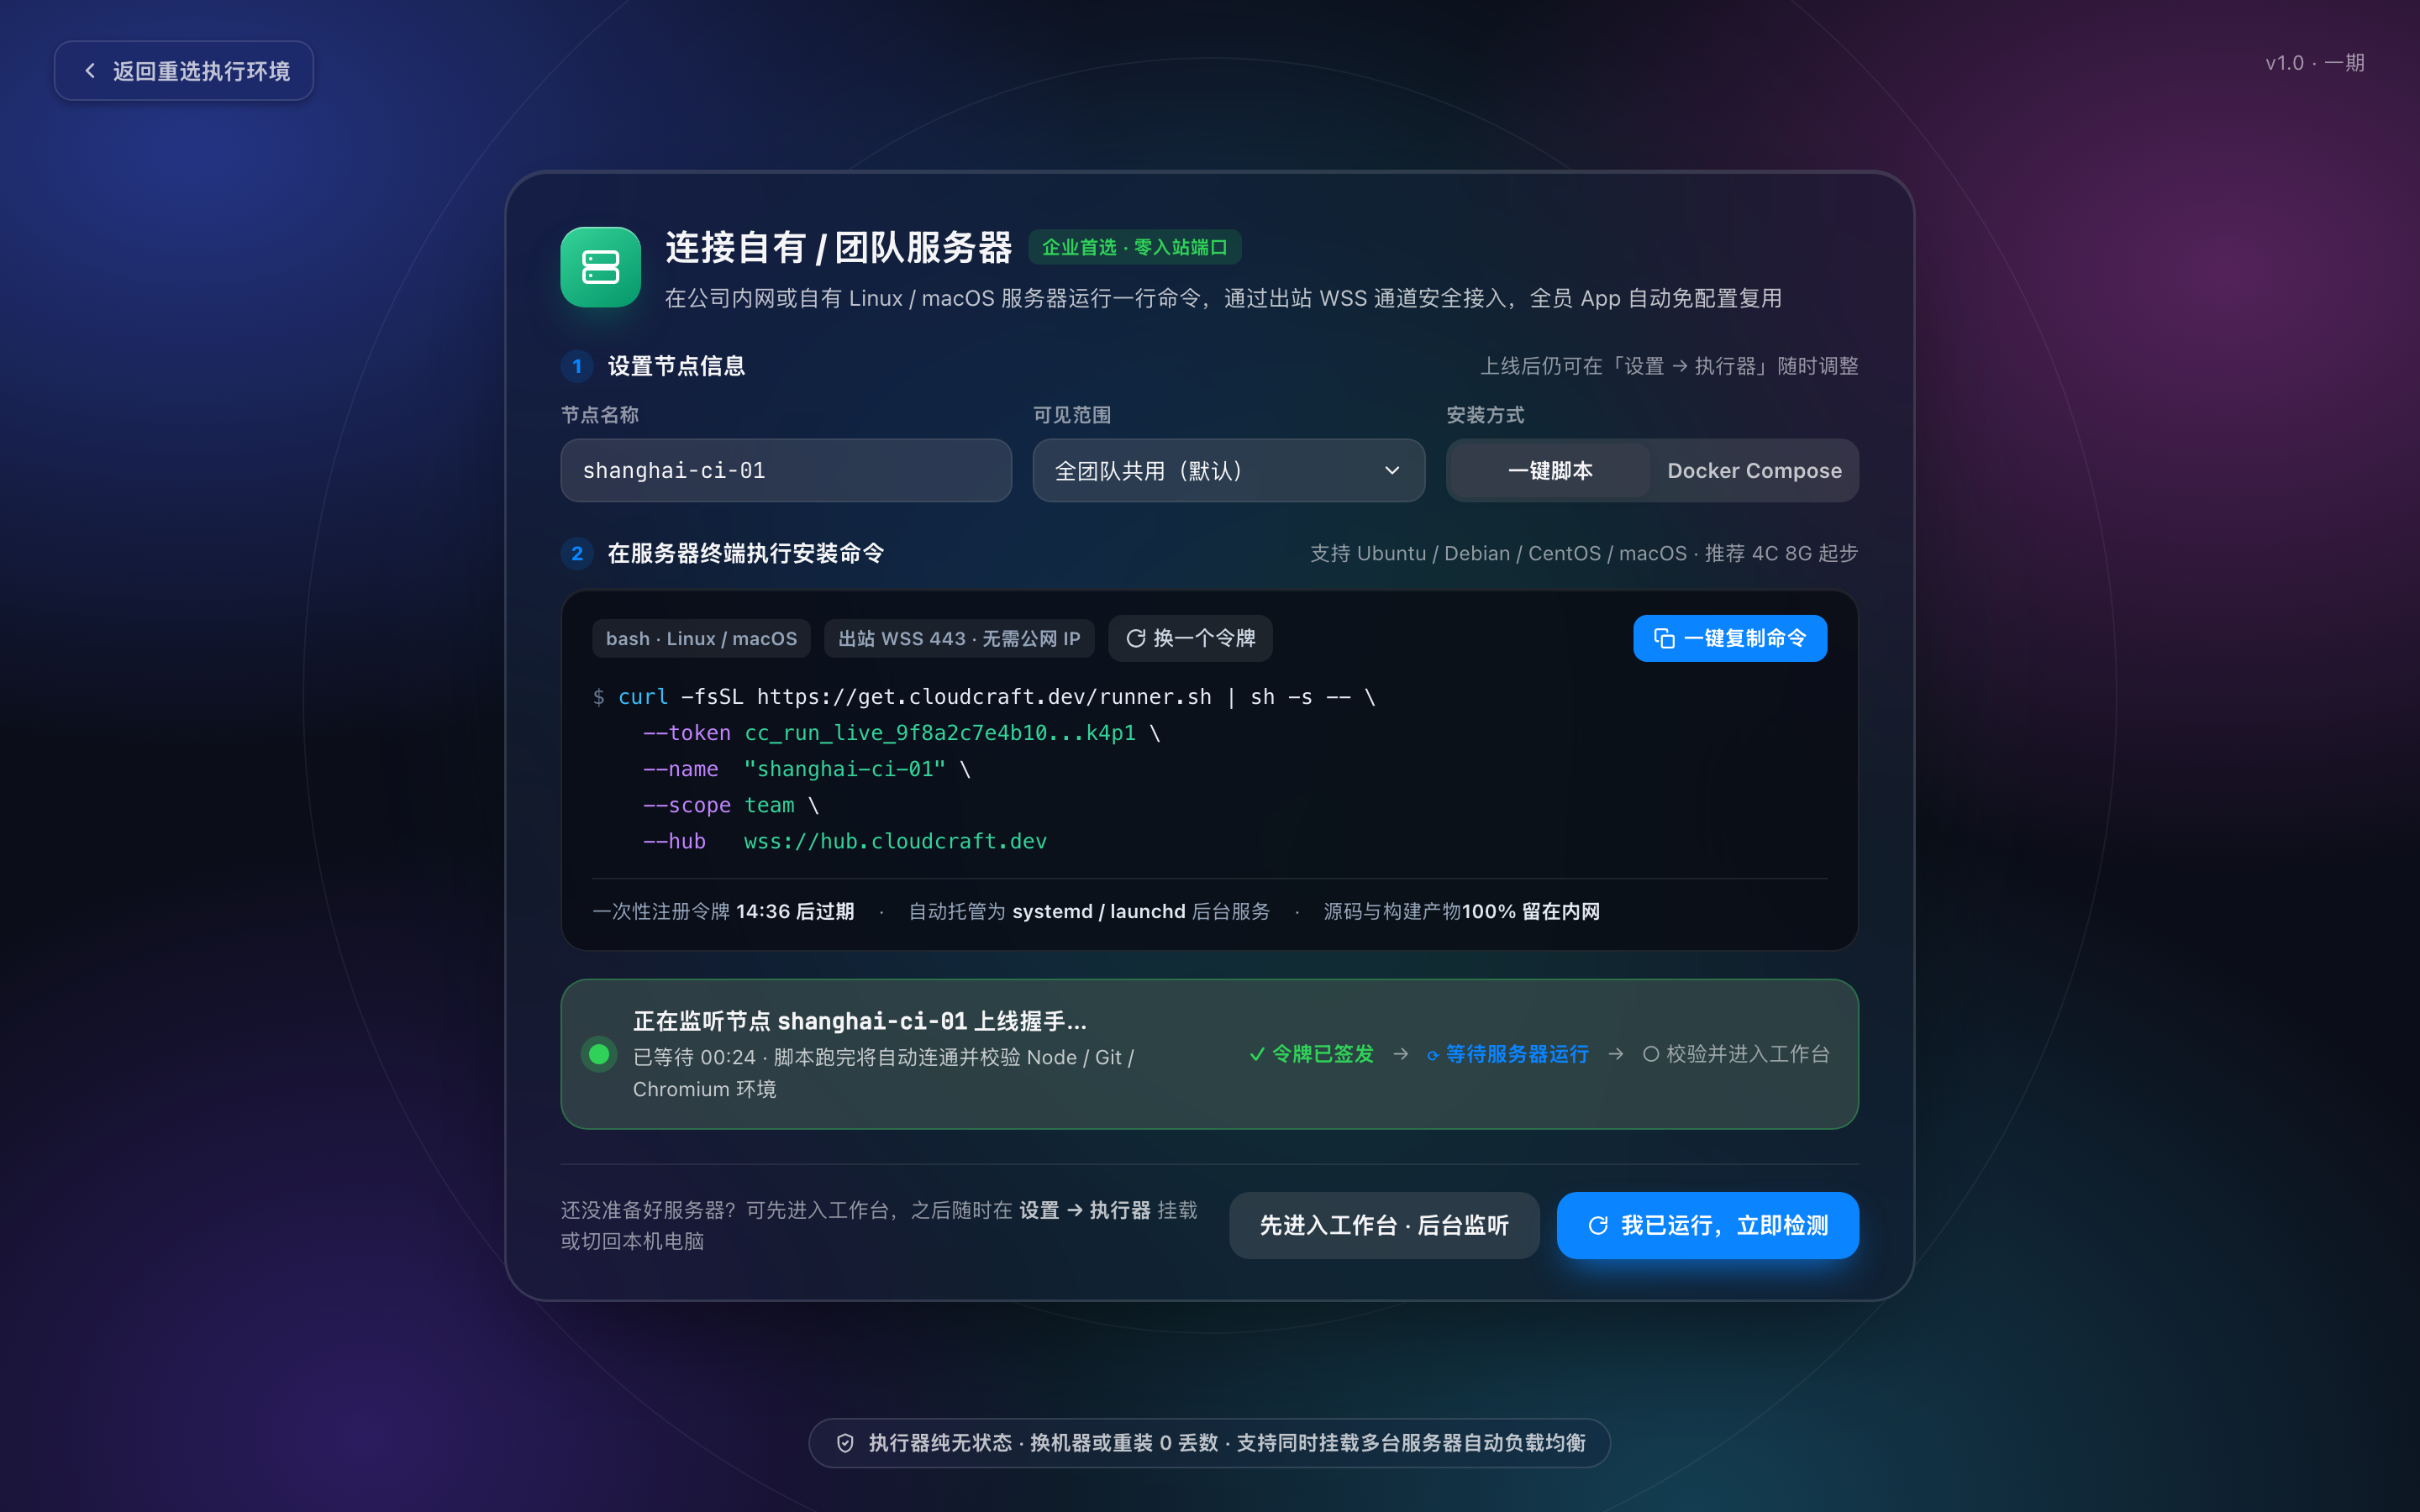 返回重选执行环境
v1.0 · 一期
连接自有 / 团队服务器
企业首选 · 零入站端口
在公司内网或自有 Linux / macOS 服务器运行一行命令，通过出站 WSS 通道安全接入，全员 App 自动免配置复用
1 设置节点信息
上线后仍可在「设置 → 执行器」随时调整
节点名称
可见范围
安装方式
shanghai-ci-01
全团队共用（默认）
一键脚本
Docker Compose
2 在服务器终端执行安装命令
支持 Ubuntu / Debian / CentOS / macOS · 推荐 4C 8G 起步
bash · Linux / macOS
出站 WSS 443 · 无需公网 IP
换一个令牌
一键复制命令
$ curl -fsSL https://get.cloudcraft.dev/runner.sh | sh -s -- \
--token cc_run_live_9f8a2c7e4b10...k4p1 \
--name "shanghai-ci-01" \
--scope team \
--hub wss://hub.cloudcraft.dev
一次性注册令牌 14:36 后过期 · 自动托管为 systemd / launchd 后台服务 · 源码与构建产物100% 留在内网
正在监听节点 shanghai-ci-01 上线握手...
已等待 00:24 · 脚本跑完将自动连通并校验 Node / Git /
Chromium 环境
✓ 令牌已签发 → ⟳ 等待服务器运行 → ○ 校验并进入工作台
还没准备好服务器？可先进入工作台，之后随时在 设置 → 执行器 挂载
或切回本机电脑
先进入工作台 · 后台监听
我已运行，立即检测
执行器纯无状态 · 换机器或重装 0 丢数 · 支持同时挂载多台服务器自动负载均衡